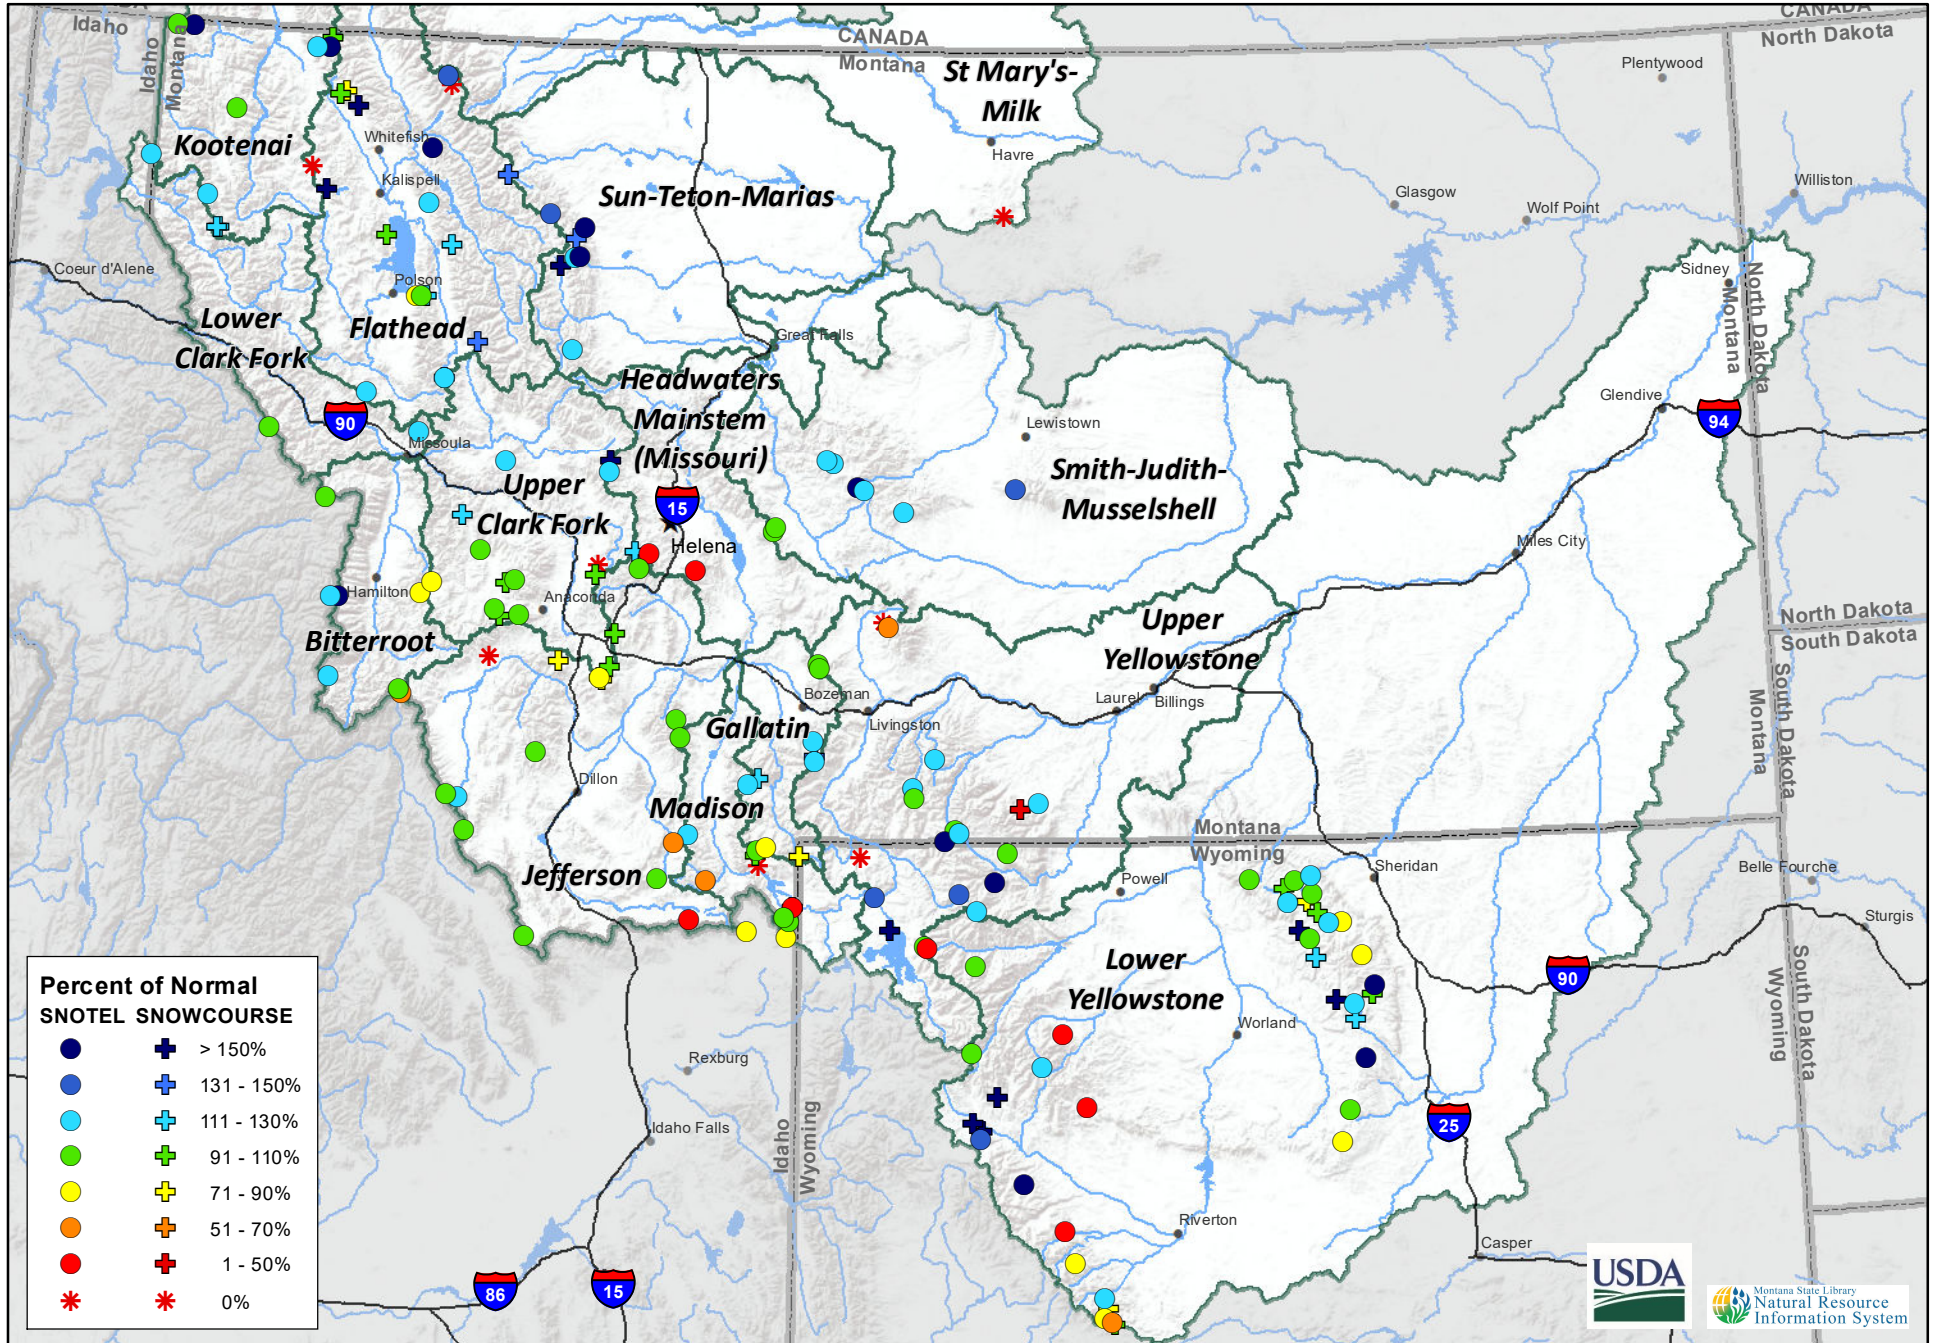 CANADA
Idaho
CANADA
Montana
CANADA
North Dakota
Idaho
Montana
St Mary's-
Milk
Plentywood
Kootenai
Whitefish
Havre
Kalispell
Sun-Teton-Marias
Glasgow
Wolf Point
Williston
Coeur d'Alene
Polson
Sidney
Montana
North Dakota
Lower
Clark Fork
Flathead
Great Falls
Headwaters
Mainstem
(Missouri)
Glendive
90
94
Missoula
Lewistown
Smith-Judith-
Musselshell
Upper
Clark Fork
15
Helena
Miles City
Hamilton
Anaconda
North Dakota
South Dakota
Bitterroot
Upper
Yellowstone
Bozeman
Livingston
Laurel
Billings
Montana
South Dakota
Gallatin
Dillon
Madison
Montana
Wyoming
Jefferson
Powell
Sheridan
Belle Fourche
Sturgis
Lower
Yellowstone
90
South Dakota
Wyoming
Worland
Rexburg
Idaho Falls
Idaho
Wyoming
25
Riverton
Casper
86
15
Percent of Normal
SNOTEL SNOWCOURSE
> 150%
131 - 150%
111 - 130%
91 - 110%
71 - 90%
51 - 70%
1 - 50%
0%
USDA
Montana State Library
Natural Resource
Information System